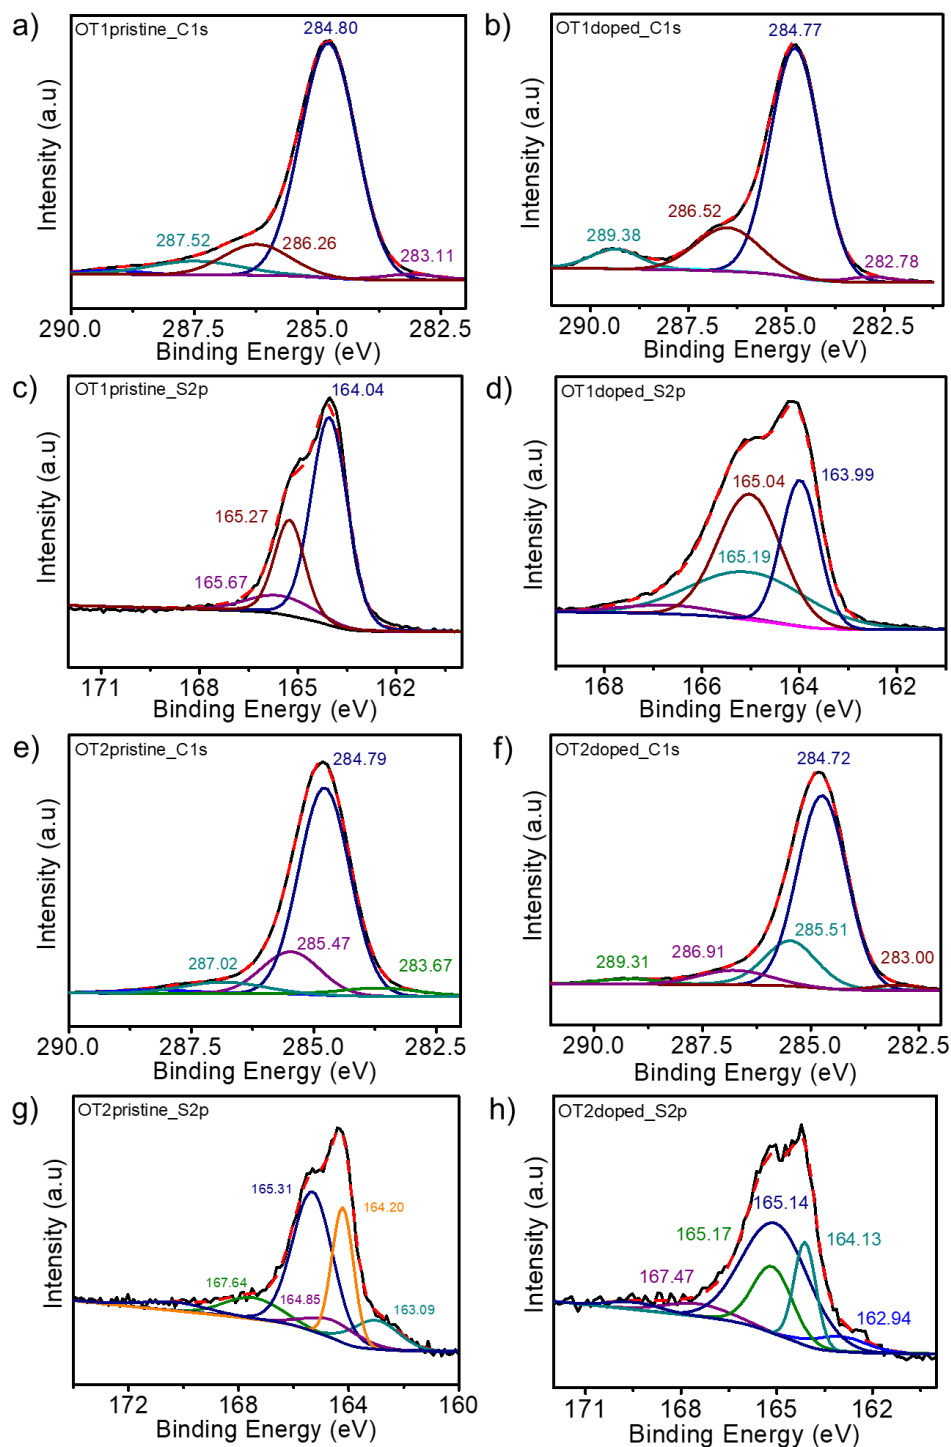 a)
OT1pristine_C1s
284.80
287.52
286.26
283.11
Intensity (a.u)
290.0 287.5 285.0 282.5
Binding Energy (eV)
b)
OT1doped_C1s
284.77
286.52
289.38
282.78
Intensity (a.u)
290.0 287.5 285.0 282.5
Binding Energy (eV)
c)
OT1pristine_S2p
164.04
165.27
165.67
Intensity (a.u)
171 168 165 162
Binding Energy (eV)
d)
OT1doped_S2p
165.04
163.99
165.19
Intensity (a.u)
168 166 164 162
Binding Energy (eV)
e)
OT2pristine_C1s
284.79
285.47
287.02
283.67
Intensity (a.u)
290.0 287.5 285.0 282.5
Binding Energy (eV)
f)
OT2doped_C1s
284.72
285.51
286.91
289.31
283.00
Intensity (a.u)
290.0 287.5 285.0 282.5
Binding Energy (eV)
g)
OT2pristine_S2p
165.31
164.20
167.64
164.85
163.09
Intensity (a.u)
172 168 164 160
Binding Energy (eV)
h)
OT2doped_S2p
165.14
165.17
164.13
167.47
162.94
Intensity (a.u)
171 168 165 162
Binding Energy (eV)